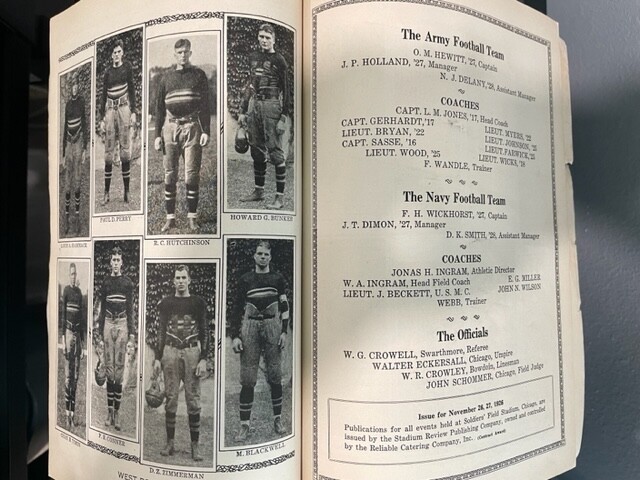 PAUL D. PERRY
R. C. HUTCHINSON
HOWARD G. BUNKER
D. Z. ZIMMERMAN
M. BLACKWELL
WEST
The Army Football Team
O. M. HEWITT, '27, Captain
J. P. HOLLAND, '27, Manager
N. J. DELANY, '28, Assistant Manager
COACHES
CAPT. L. M. JONES, '17, Head Coach
CAPT. GERHARDT, '17 LIEUT. MYERS, '22
LIEUT. BRYAN, '22 LIEUT. JOHNSON, '25
CAPT. SASSE, '16 LIEUT. FARWICK, '25
LIEUT. WOOD, '25 LIEUT. WICKS, '18
F. WANDLE, Trainer
The Navy Football Team
F. H. WICKHORST, '27, Captain
J. T. DIMON, '27, Manager
D. K. SMITH, '28, Assistant Manager
COACHES
JONAS H. INGRAM, Athletic Director
W. A. INGRAM, Head Field Coach E. G. MILLER
LIEUT. J. BECKETT, U. S. M. C. JOHN N. WILSON
WEBB, Trainer
The Officials
W. G. CROWELL, Swarthmore, Referee
WALTER ECKERSALL, Chicago, Umpire
W. R. CROWLEY, Bowdoin, Linesman
JOHN SCHOMMER, Chicago, Field Judge
Issue for November 26, 27, 1926
Publications for all events held at Soldiers' Field Stadium, Chicago, are
issued by the Stadium Review Publishing Company, owned and controlled
by the Reliable Catering Company, Inc. (Contract Award)